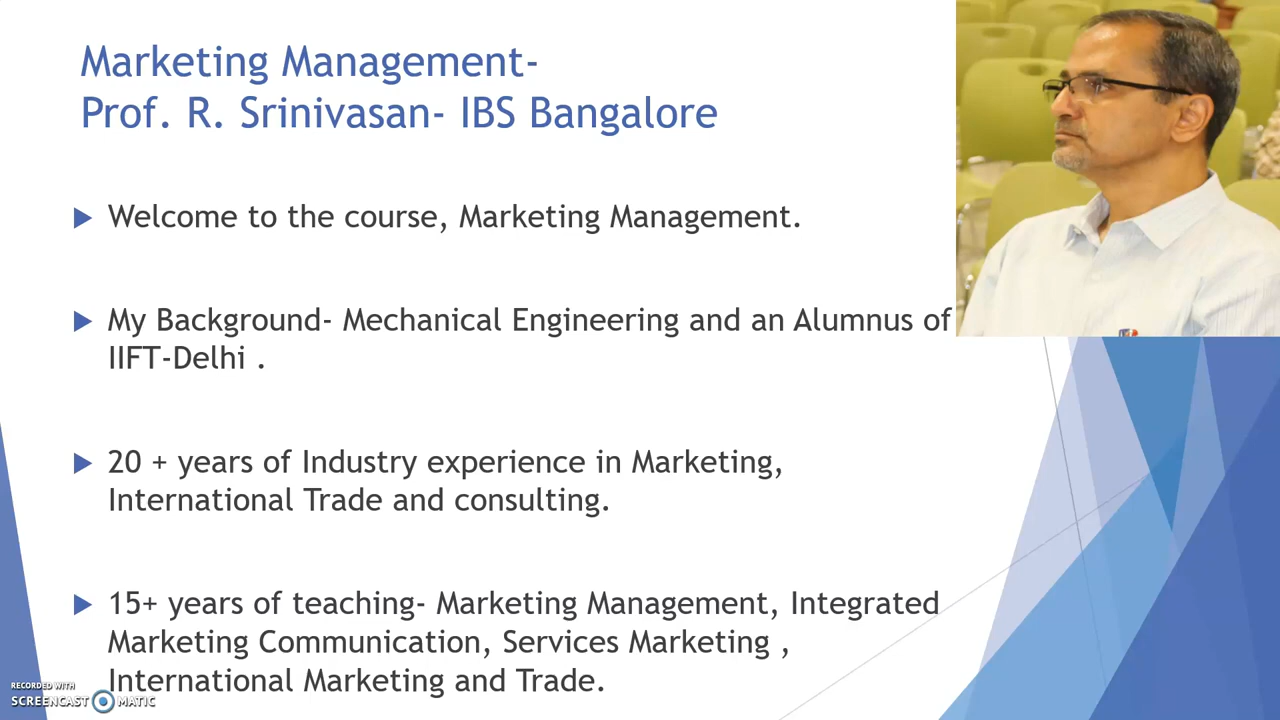 Marketing Management-
Prof. R. Srinivasan- IBS Bangalore
Welcome to the course, Marketing Management.
My Background- Mechanical Engineering and an Alumnus of
IIFT-Delhi .
20 + years of Industry experience in Marketing,
International Trade and consulting.
15+ years of teaching- Marketing Management, Integrated
Marketing Communication, Services Marketing ,
International Marketing and Trade.
RECORDED WITH
SCREENCAST MATIC